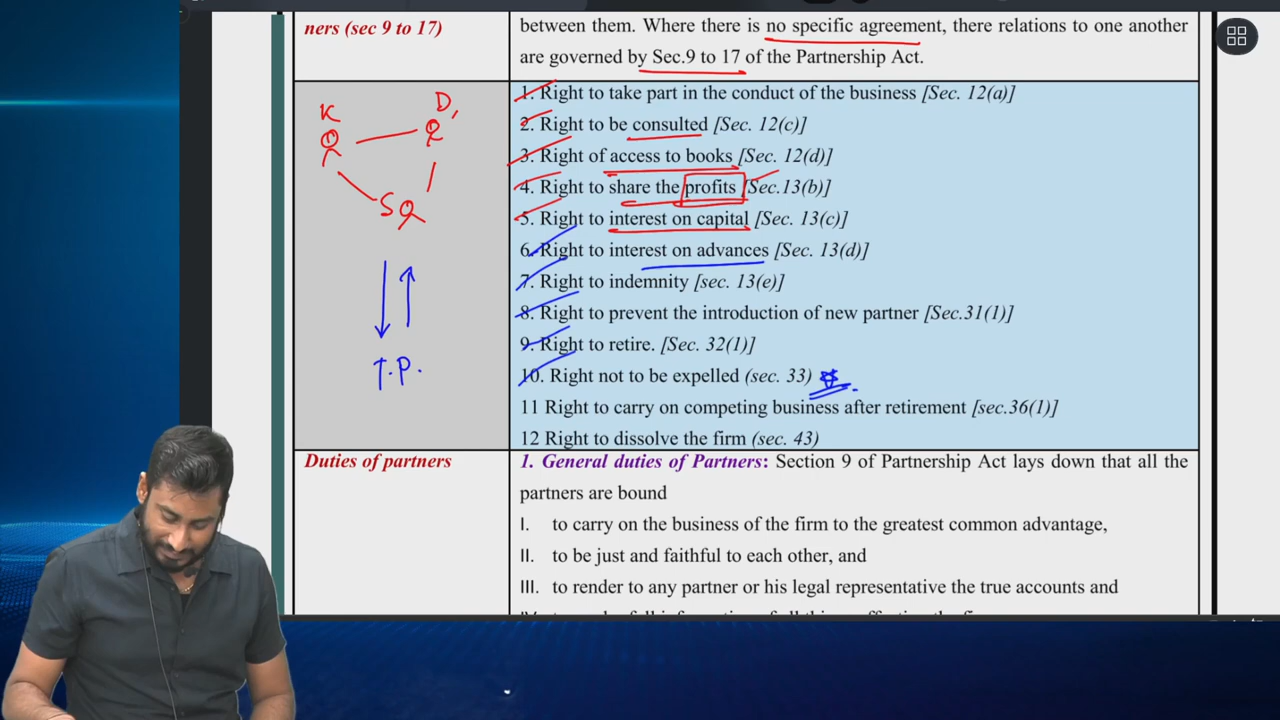 ners (sec 9 to 17)
between them. Where there is no specific agreement, there relations to one another
are governed by Sec.9 to 17 of the Partnership Act.
K
D,
S
T.P.
1. Right to take part in the conduct of the business [Sec. 12(a)]
2. Right to be consulted [Sec. 12(c)]
3. Right of access to books [Sec. 12(d)]
4. Right to share the profits [Sec.13(b)]
5. Right to interest on capital [Sec. 13(c)]
6. Right to interest on advances [Sec. 13(d)]
7. Right to indemnity [sec. 13(e)]
8. Right to prevent the introduction of new partner [Sec.31(1)]
9. Right to retire. [Sec. 32(1)]
10. Right not to be expelled (sec. 33)
11 Right to carry on competing business after retirement [sec.36(1)]
12 Right to dissolve the firm (sec. 43)
Duties of partners
1. General duties of Partners: Section 9 of Partnership Act lays down that all the
partners are bound
I. to carry on the business of the firm to the greatest common advantage,
II. to be just and faithful to each other, and
III. to render to any partner or his legal representative the true accounts and